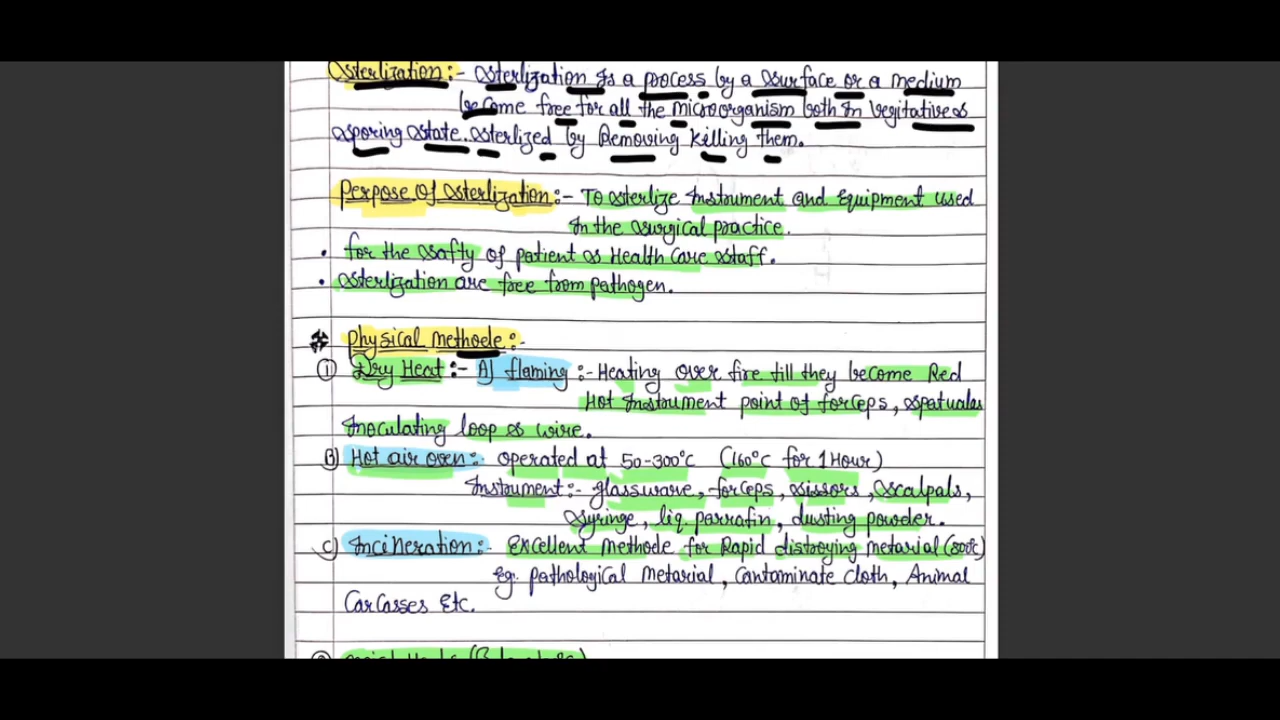 Sterlization :- Sterlization is a process by a surface or a medium
become free for all the microorganism both in vegitative &
sporing state. Sterlized by Removing killing them.
Perpose of Sterlization :- To sterlize Instrument and Equipment used
In the surgical practice.
• for the safty of patient & Health Care staff.
• Sterlization are free from pathogen.
* Physical methode :-
① Dry Heat :- A) flaming :- Heating over fire till they become Red
Hot Instrument point of forceps, spatualas
Inoculating loop & wire.
B) Hot air oven :- operated at 50-300°C (160°C for 1 Hour)
Instoument :- glassware, forceps, sissors, scalpals,
Syringe, liq. parrafin, dusting powder.
C) Incineration :- Excellent methode for Rapid distroying metarial (800°C)
eg. pathological metarial, Cantaminate cloth, Animal
Carcasses Etc.